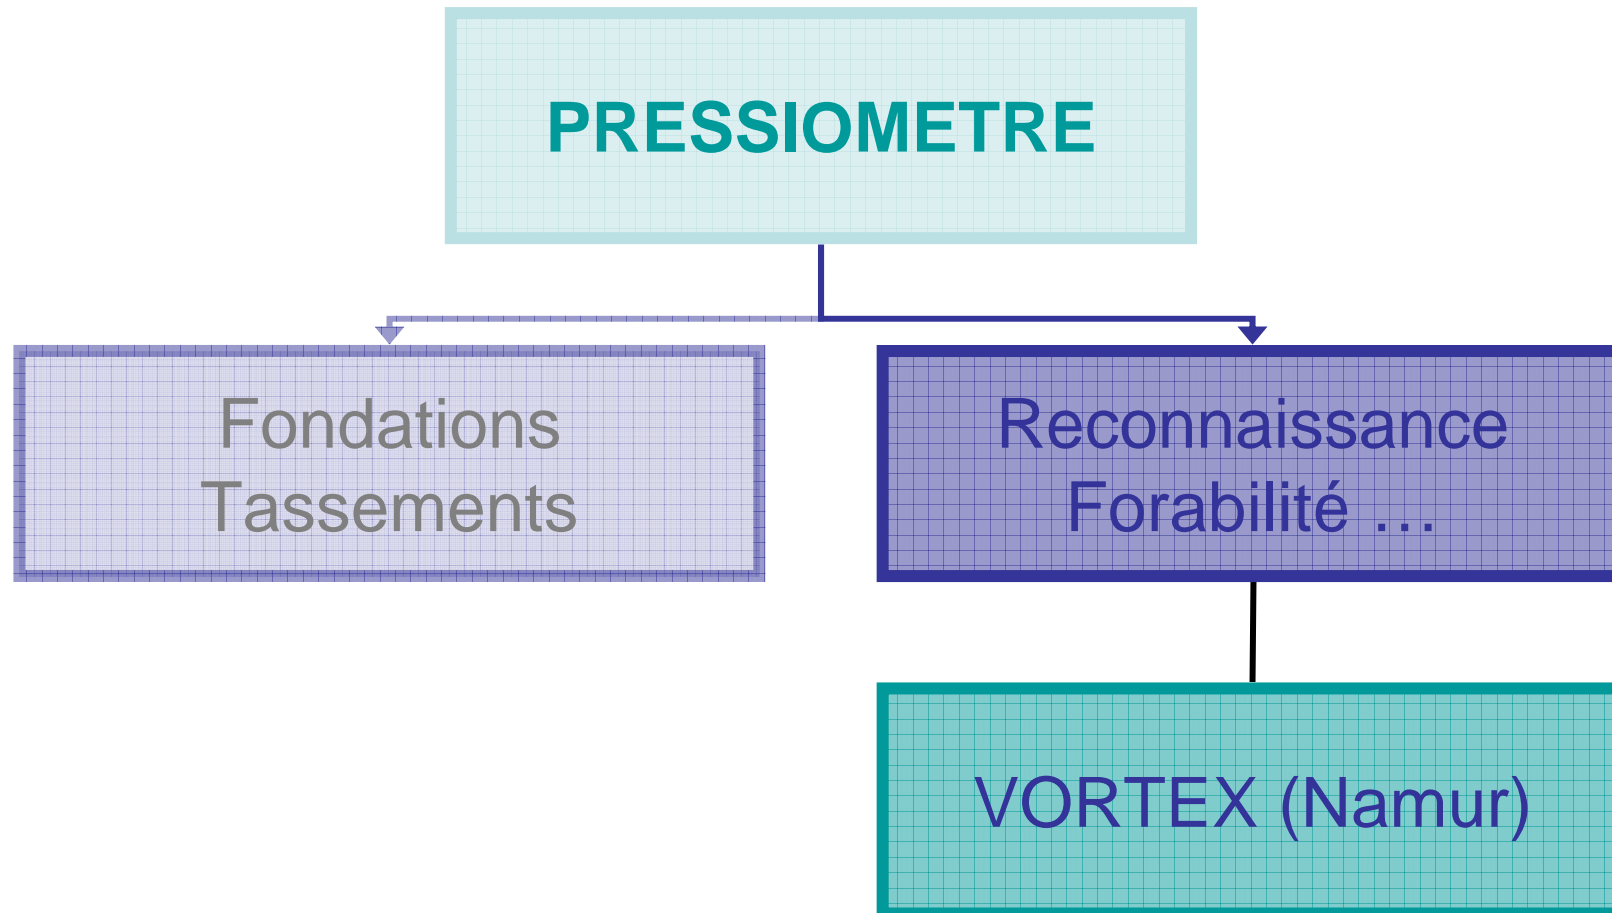 PRESSIOMETRE
Fondations
Tassements
Reconnaissance
Forabilité ...
VORTEX (Namur)